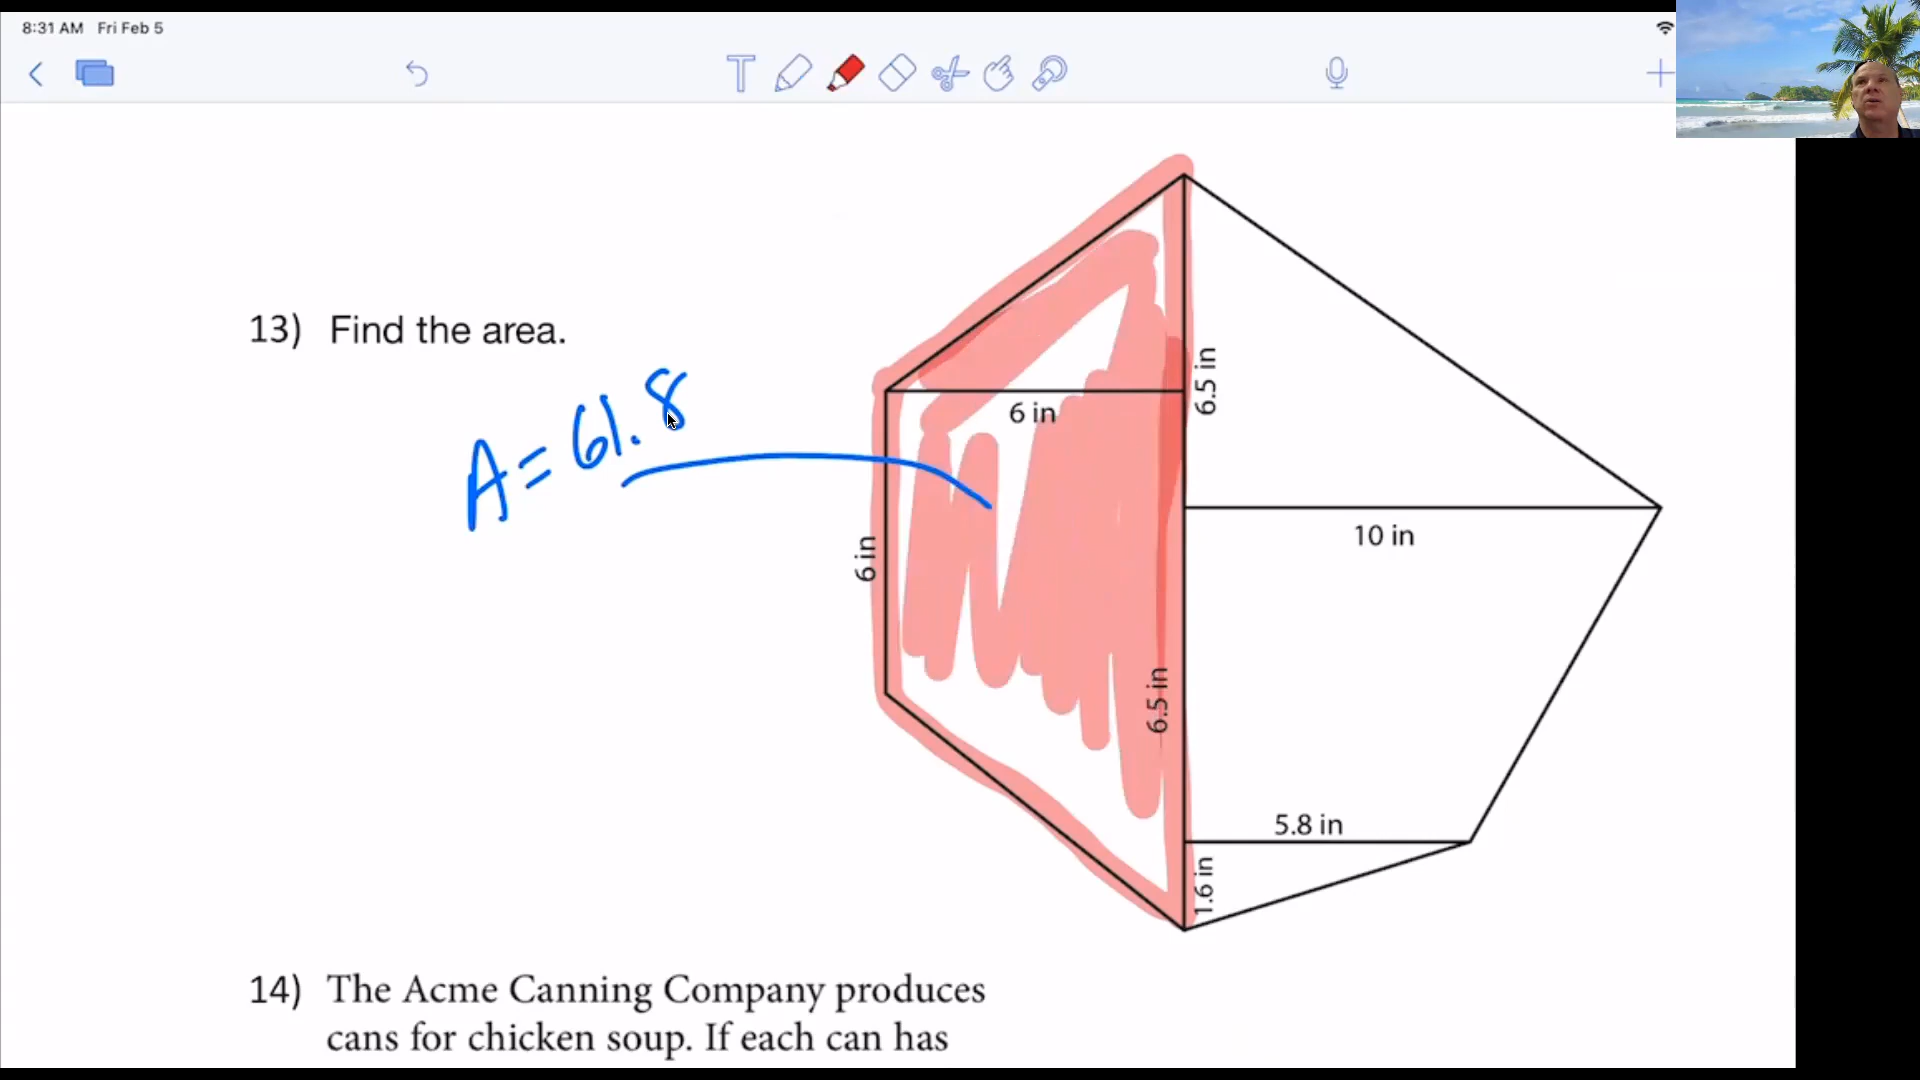 8:31 AM Fri Feb 5
T
13) Find the area.
A = 61.8
6 in
6.5 in
10 in
6 in
6.5 in
5.8 in
1.6 in
14) The Acme Canning Company produces
cans for chicken soup. If each can has